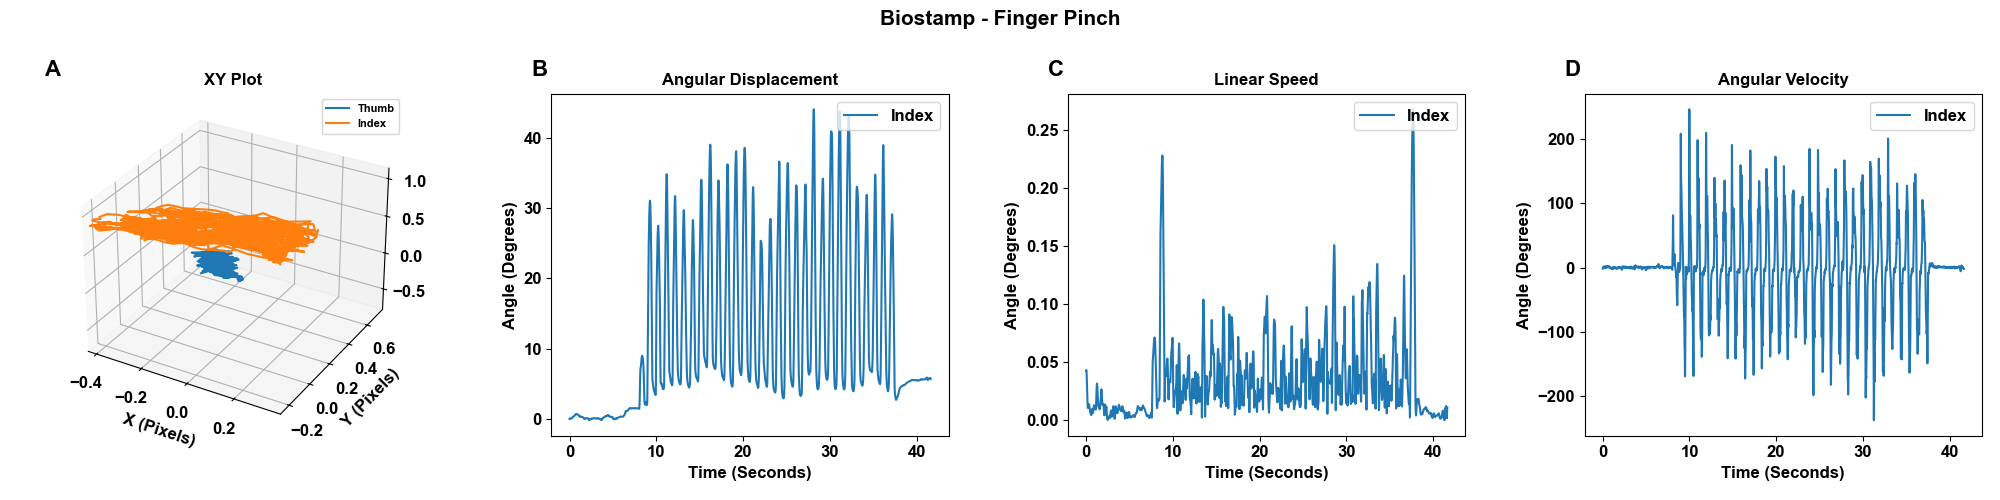 Biostamp - Finger Pinch
A
XY Plot
Thumb
Index
1.0
0.5
0.0
−0.5
−0.4
−0.2
0.0
0.2
X (Pixels)
−0.2
0.0
0.2
0.4
0.6
Y (Pixels)
B
Angular Displacement
Index
Angle (Degrees)
40
30
20
10
0
0 10 20 30 40
Time (Seconds)
C
Linear Speed
Index
Angle (Degrees)
0.25
0.20
0.15
0.10
0.05
0.00
0 10 20 30 40
Time (Seconds)
D
Angular Velocity
Index
Angle (Degrees)
200
100
0
−100
−200
0 10 20 30 40
Time (Seconds)